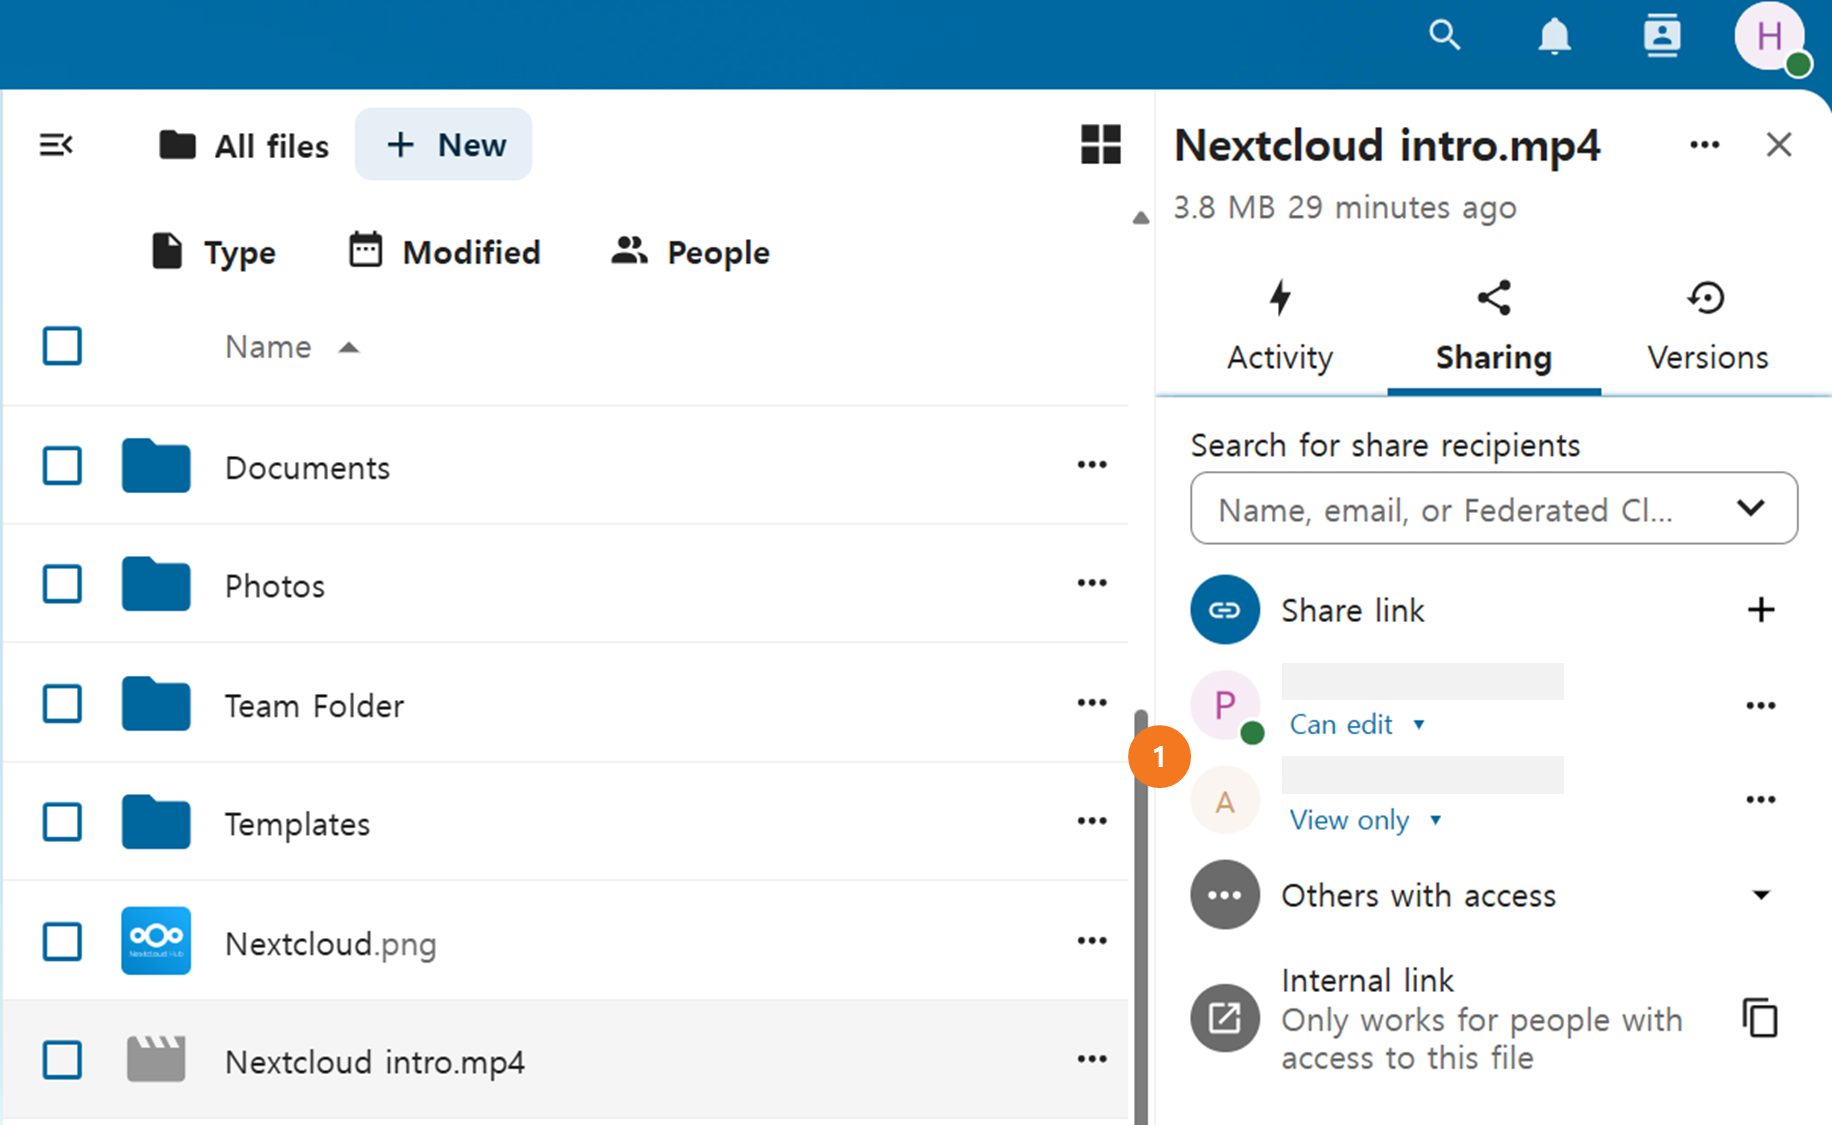 H
All files
+ New
Type
Modified
People
Name
Documents
Photos
Team Folder
Templates
Nextcloud Hub
Nextcloud.png
Nextcloud intro.mp4
Nextcloud intro.mp4
3.8 MB 29 minutes ago
Activity
Sharing
Versions
Search for share recipients
Name, email, or Federated Cl...
Share link
P
Can edit
1
A
View only
Others with access
Internal link
Only works for people with
access to this file